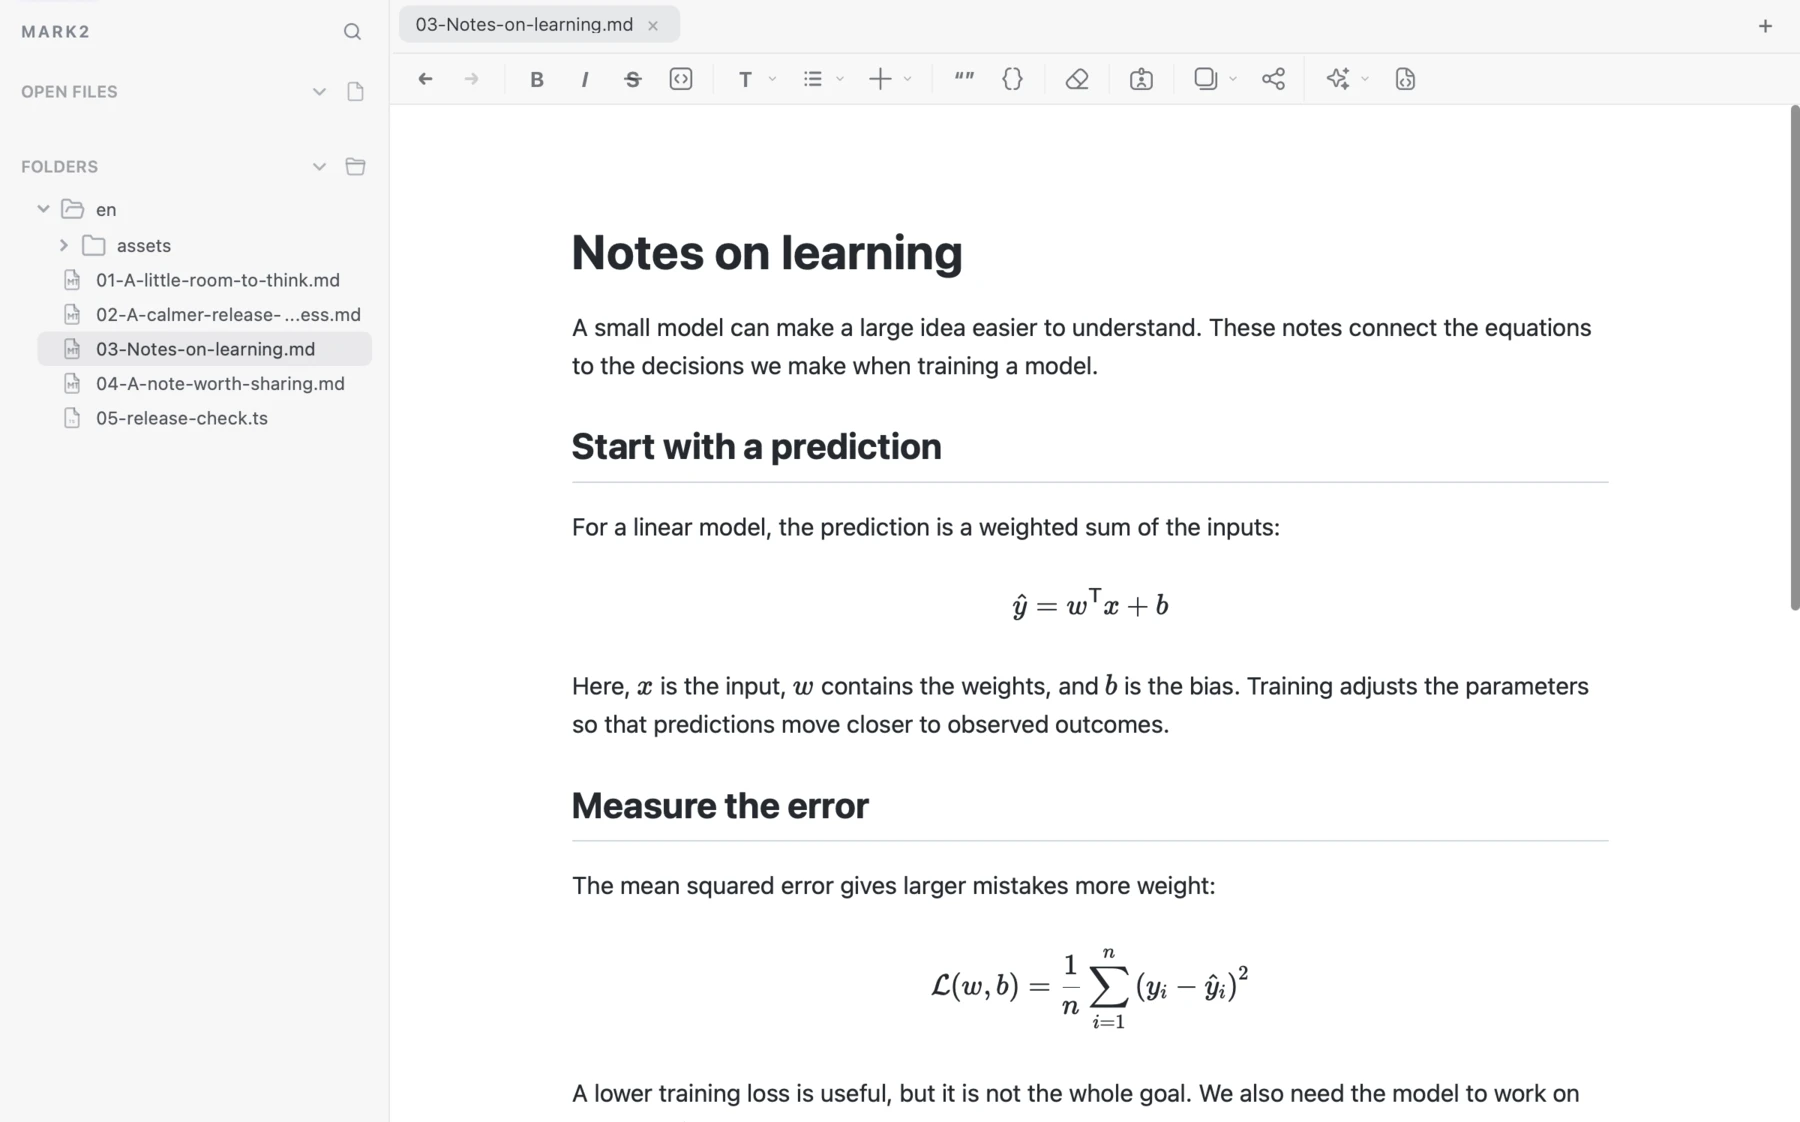 MARK2
OPEN FILES
FOLDERS
en
assets
01-A-little-room-to-think.md
02-A-calmer-release- ...ess.md
03-Notes-on-learning.md
04-A-note-worth-sharing.md
05-release-check.ts
03-Notes-on-learning.md
B I S T “” {}
Notes on learning
A small model can make a large idea easier to understand. These notes connect the equations
to the decisions we make when training a model.
Start with a prediction
For a linear model, the prediction is a weighted sum of the inputs:
ŷ = w⊤x + b
Here, x is the input, w contains the weights, and b is the bias. Training adjusts the parameters
so that predictions move closer to observed outcomes.
Measure the error
The mean squared error gives larger mistakes more weight:
ℒ(w, b) = 1/n ∑ᵢ₌₁ⁿ (yᵢ − ŷᵢ)²
A lower training loss is useful, but it is not the whole goal. We also need the model to work on